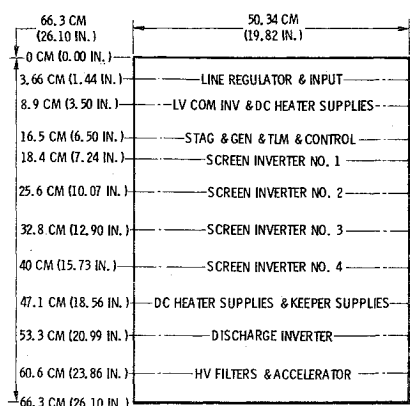 66.3 CM
(26.10 IN.)
50.34 CM
(19.82 IN.)
0 CM (0.00 IN.)
3.66 CM (1.44 IN.) LINE REGULATOR & INPUT
8.9 CM (3.50 IN.) LV COM INV & DC HEATER SUPPLIES
16.5 CM (6.50 IN.) STAG & GEN & TLM & CONTROL
18.4 CM (7.24 IN.) SCREEN INVERTER NO. 1
25.6 CM (10.07 IN.) SCREEN INVERTER NO. 2
32.8 CM (12.90 IN.) SCREEN INVERTER NO. 3
40 CM (15.73 IN.) SCREEN INVERTER NO. 4
47.1 CM (18.56 IN.) DC HEATER SUPPLIES & KEEPER SUPPLIES
53.3 CM (20.99 IN.) DISCHARGE INVERTER
60.6 CM (23.86 IN.) HV FILTERS & ACCELERATOR
66.3 CM (26.10 IN.)